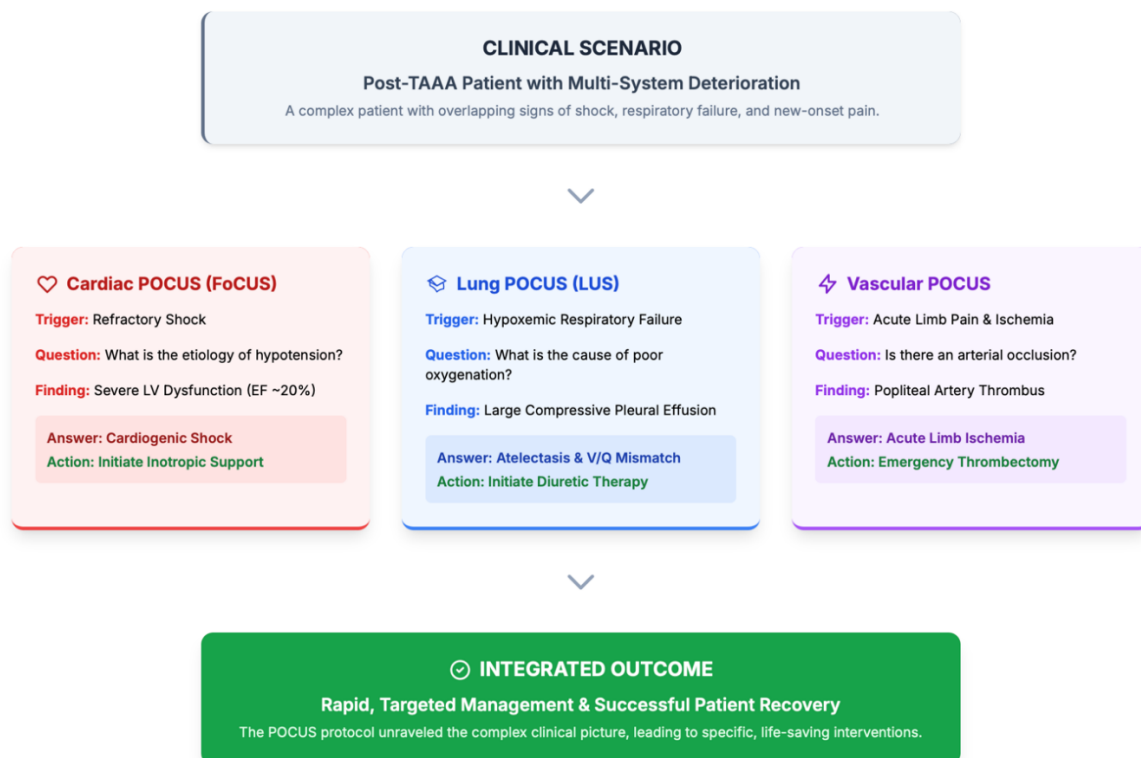 CLINICAL SCENARIO
Post-TAAA Patient with Multi-System Deterioration
A complex patient with overlapping signs of shock, respiratory failure, and new-onset pain.
Cardiac POCUS (FoCUS)
Trigger: Refractory Shock
Question: What is the etiology of hypotension?
Finding: Severe LV Dysfunction (EF ~20%)
Answer: Cardiogenic Shock
Action: Initiate Inotropic Support
Lung POCUS (LUS)
Trigger: Hypoxemic Respiratory Failure
Question: What is the cause of poor
oxygenation?
Finding: Large Compressive Pleural Effusion
Answer: Atelectasis & V/Q Mismatch
Action: Initiate Diuretic Therapy
Vascular POCUS
Trigger: Acute Limb Pain & Ischemia
Question: Is there an arterial occlusion?
Finding: Popliteal Artery Thrombus
Answer: Acute Limb Ischemia
Action: Emergency Thrombectomy
INTEGRATED OUTCOME
Rapid, Targeted Management & Successful Patient Recovery
The POCUS protocol unraveled the complex clinical picture, leading to specific, life-saving interventions.